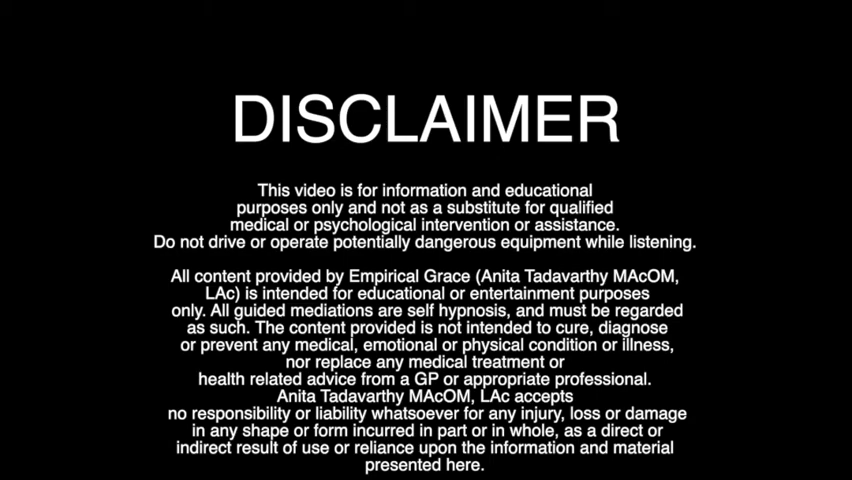 DISCLAIMER
This video is for information and educational
purposes only and not as a substitute for qualified
medical or psychological intervention or assistance.
Do not drive or operate potentially dangerous equipment while listening.
All content provided by Empirical Grace (Anita Tadavarthy MAcOM,
LAc) is intended for educational or entertainment purposes
only. All guided mediations are self hypnosis, and must be regarded
as such. The content provided is not intended to cure, diagnose
or prevent any medical, emotional or physical condition or illness,
nor replace any medical treatment or
health related advice from a GP or appropriate professional.
Anita Tadavarthy MAcOM, LAc accepts
no responsibility or liability whatsoever for any injury, loss or damage
in any shape or form incurred in part or in whole, as a direct or
indirect result of use or reliance upon the information and material
presented here.